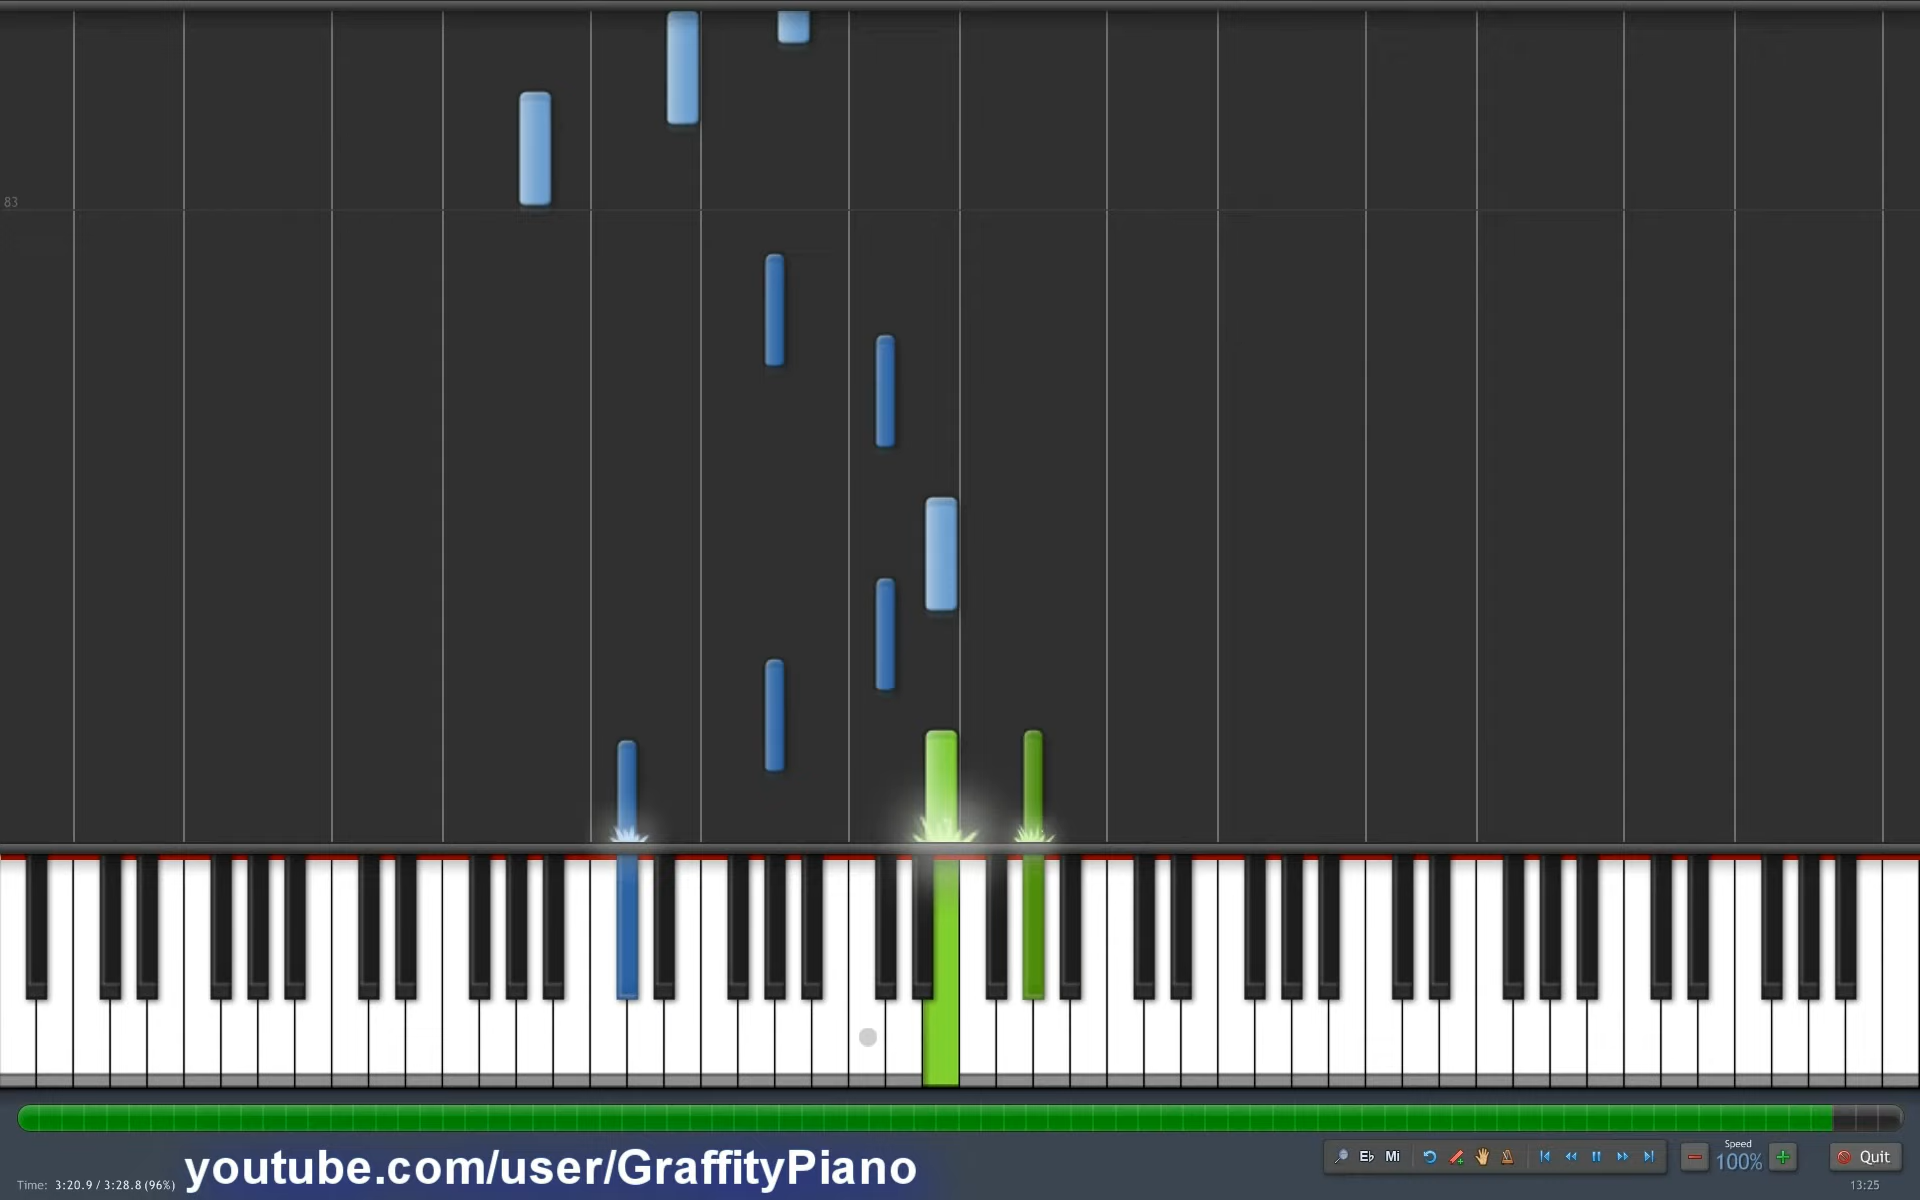 83
Eb Mi
Speed
100%
Quit
youtube.com/user/GraffityPiano
Time: 3:20.9 / 3:28.8 (96%)
13:25